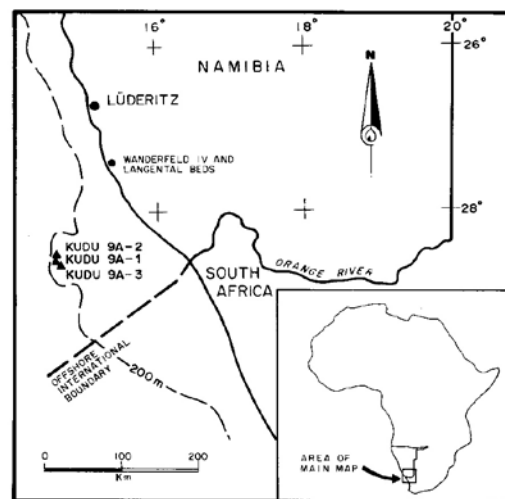 16°
18°
20°
26°
NAMIBIA
N
LÜDERITZ
WANDERFELD IV AND
LANGENTAL BEDS
28°
KUDU 9A-2
KUDU 9A-1
KUDU 9A-3
SOUTH
AFRICA
ORANGE RIVER
OFFSHORE
INTERNATIONAL
BOUNDARY
200m
0
100
200
Km
AREA OF
MAIN MAP